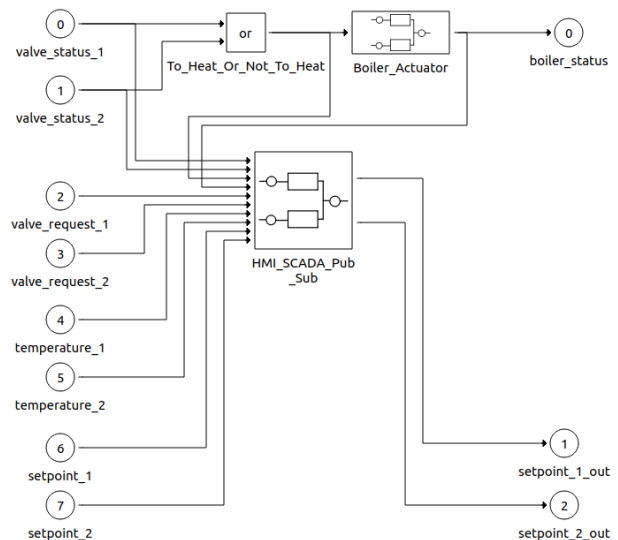 0
valve_status_1
or
To_Heat_Or_Not_To_Heat
Boiler_Actuator
0
boiler_status
1
valve_status_2
2
valve_request_1
3
valve_request_2
HMI_SCADA_Pub
_Sub
4
temperature_1
5
temperature_2
6
setpoint_1
1
setpoint_1_out
7
setpoint_2
2
setpoint_2_out